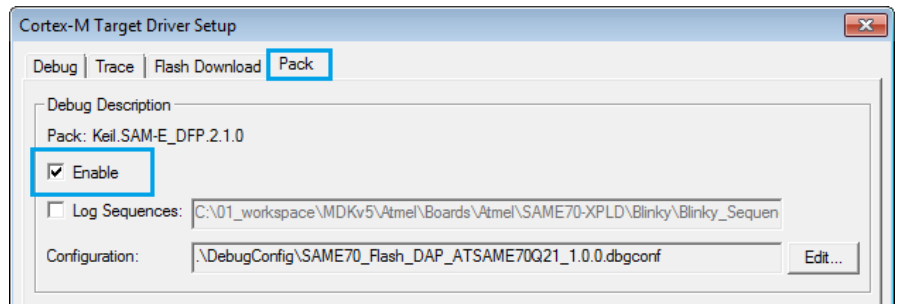 Cortex-M Target Driver Setup
Debug | Trace | Flash Download | Pack
Debug Description
Pack: Keil.SAM-E_DFP.2.1.0
Enable
Log Sequences: C:\01_workspace\MDKv5\Atmel\Boards\Atmel\SAME70-XPLD\Blinky\Blinky_Sequen
Configuration: .\DebugConfig\SAME70_Flash_DAP_ATSAME70Q21_1.0.0.dbgconf Edit...